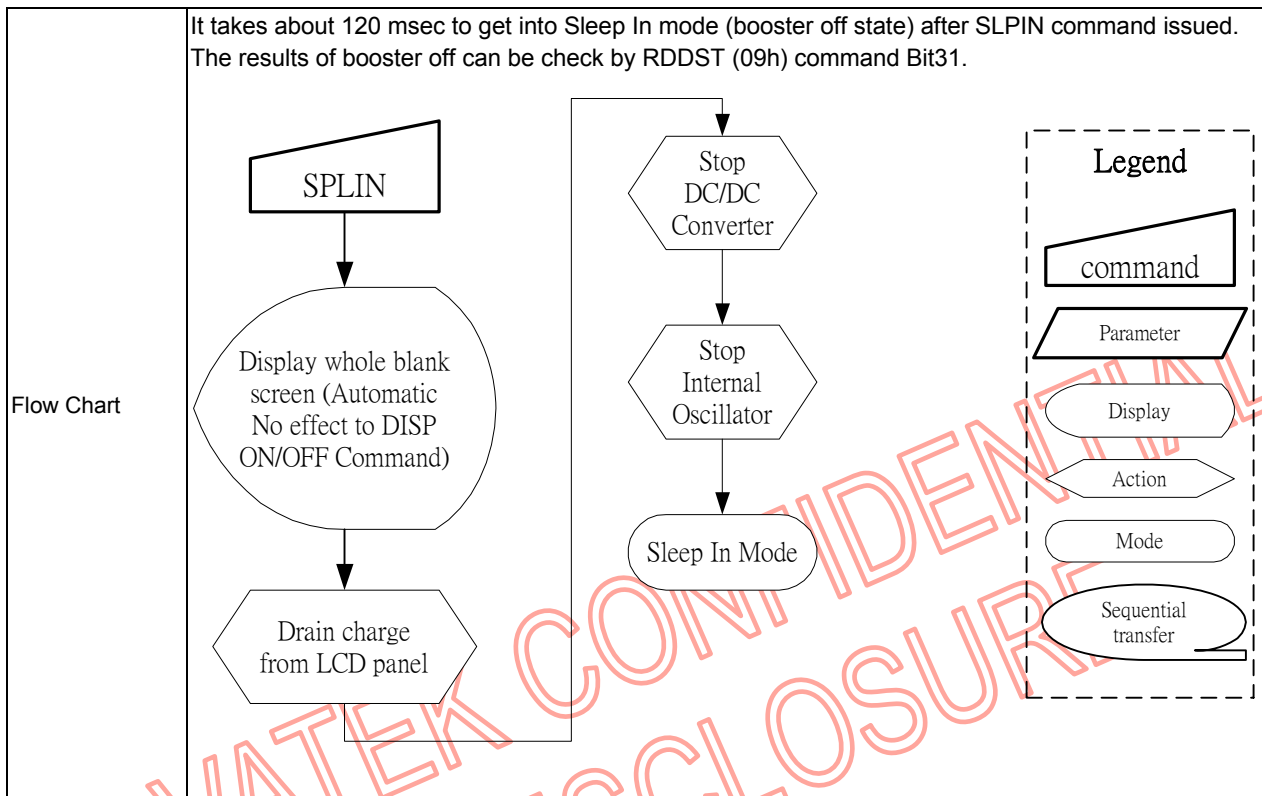 It takes about 120 msec to get into Sleep In mode (booster off state) after SLPIN command issued.
The results of booster off can be check by RDDST (09h) command Bit31.
Flow Chart
SPLIN
Display whole blank
screen (Automatic
No effect to DISP
ON/OFF Command)
Drain charge
from LCD panel
Stop
DC/DC
Converter
Stop
Internal
Oscillator
Sleep In Mode
Legend
command
Parameter
Display
Action
Mode
Sequential
transfer
VATEK CONFIDENTIAL
ISCLOSURE